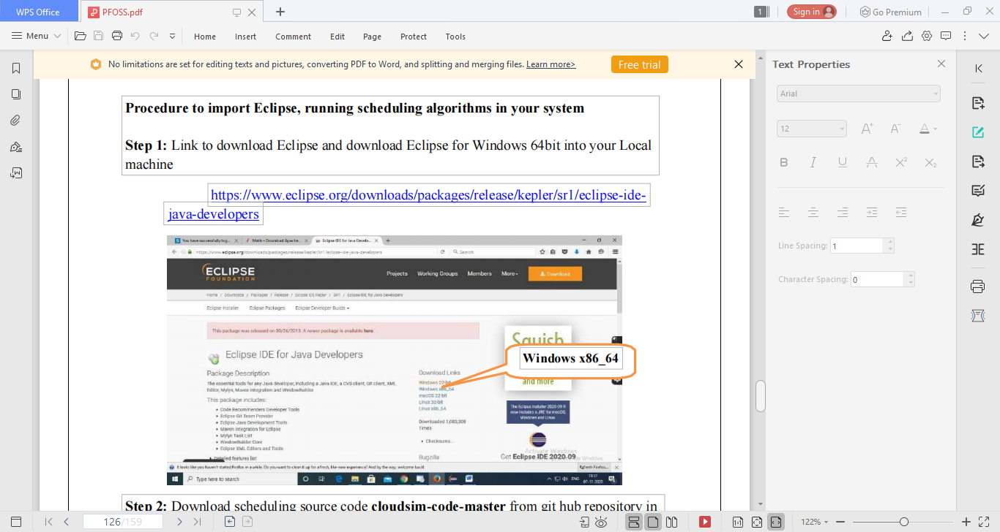 WPS Office
PFOSS.pdf
1
Sign in
Go Premium
Menu
Home Insert Comment Edit Page Protect Tools
No limitations are set for editing texts and pictures, converting PDF to Word, and splitting and merging files. Learn more>
Free trial
Procedure to import Eclipse, running scheduling algorithms in your system
Step 1: Link to download Eclipse and download Eclipse for Windows 64bit into your Local
machine
https://www.eclipse.org/downloads/packages/release/kepler/sr1/eclipse-ide-
java-developers
You have successfully log...
Math – Download Apache...
Eclipse IDE for Java Develo...
https://www.eclipse.org/downloads/packages/release/kepler/sr1/eclipse-ide-java-developers
Search
ECLIPSE
FOUNDATION
Projects Working Groups Members More
Download
Home / Downloads / Packages / Release / Eclipse IDE Kepler / SR1 / Eclipse IDE for Java Developers
Eclipse Installer Eclipse Packages Eclipse Developer Builds
This package was released on 09/26/2013. A newer package is available here.
Eclipse IDE for Java Developers
Package Description
The essential tools for any Java developer, including a Java IDE, a CVS client, Git client, XML
Editor, Mylyn, Maven integration and WindowBuilder
This package includes:
• Code Recommenders Developer Tools
• Eclipse Git Team Provider
• Eclipse Java Development Tools
• Maven Integration for Eclipse
• Mylyn Task List
• WindowBuilder Core
• Eclipse XML Editors and Tools
Detailed features list
Download Links
Windows 32-bit
Windows x86_64
macOS 32-bit
Linux 32-bit
Linux x86_64
Downloaded 1,083,308
Times
Checksums...
Bugzilla
Squish
Windows x86_64
and more
The Eclipse Installer 2020-09 R
now includes a JRE for macOS,
Windows and Linux.
Activate Windows
Get Eclipse IDE 2020-09
It looks like you haven't started Firefox in a while. Do you want to clean it up for a fresh, like-new experience? And by the way, welcome back!
Refresh Firefox...
Type here to search
ENG
19:37
07-11-2020
Step 2: Download scheduling source code cloudsim-code-master from git hub repository in
Text Properties
Arial
12
Line Spacing: 1
Character Spacing: 0
126/159
122%